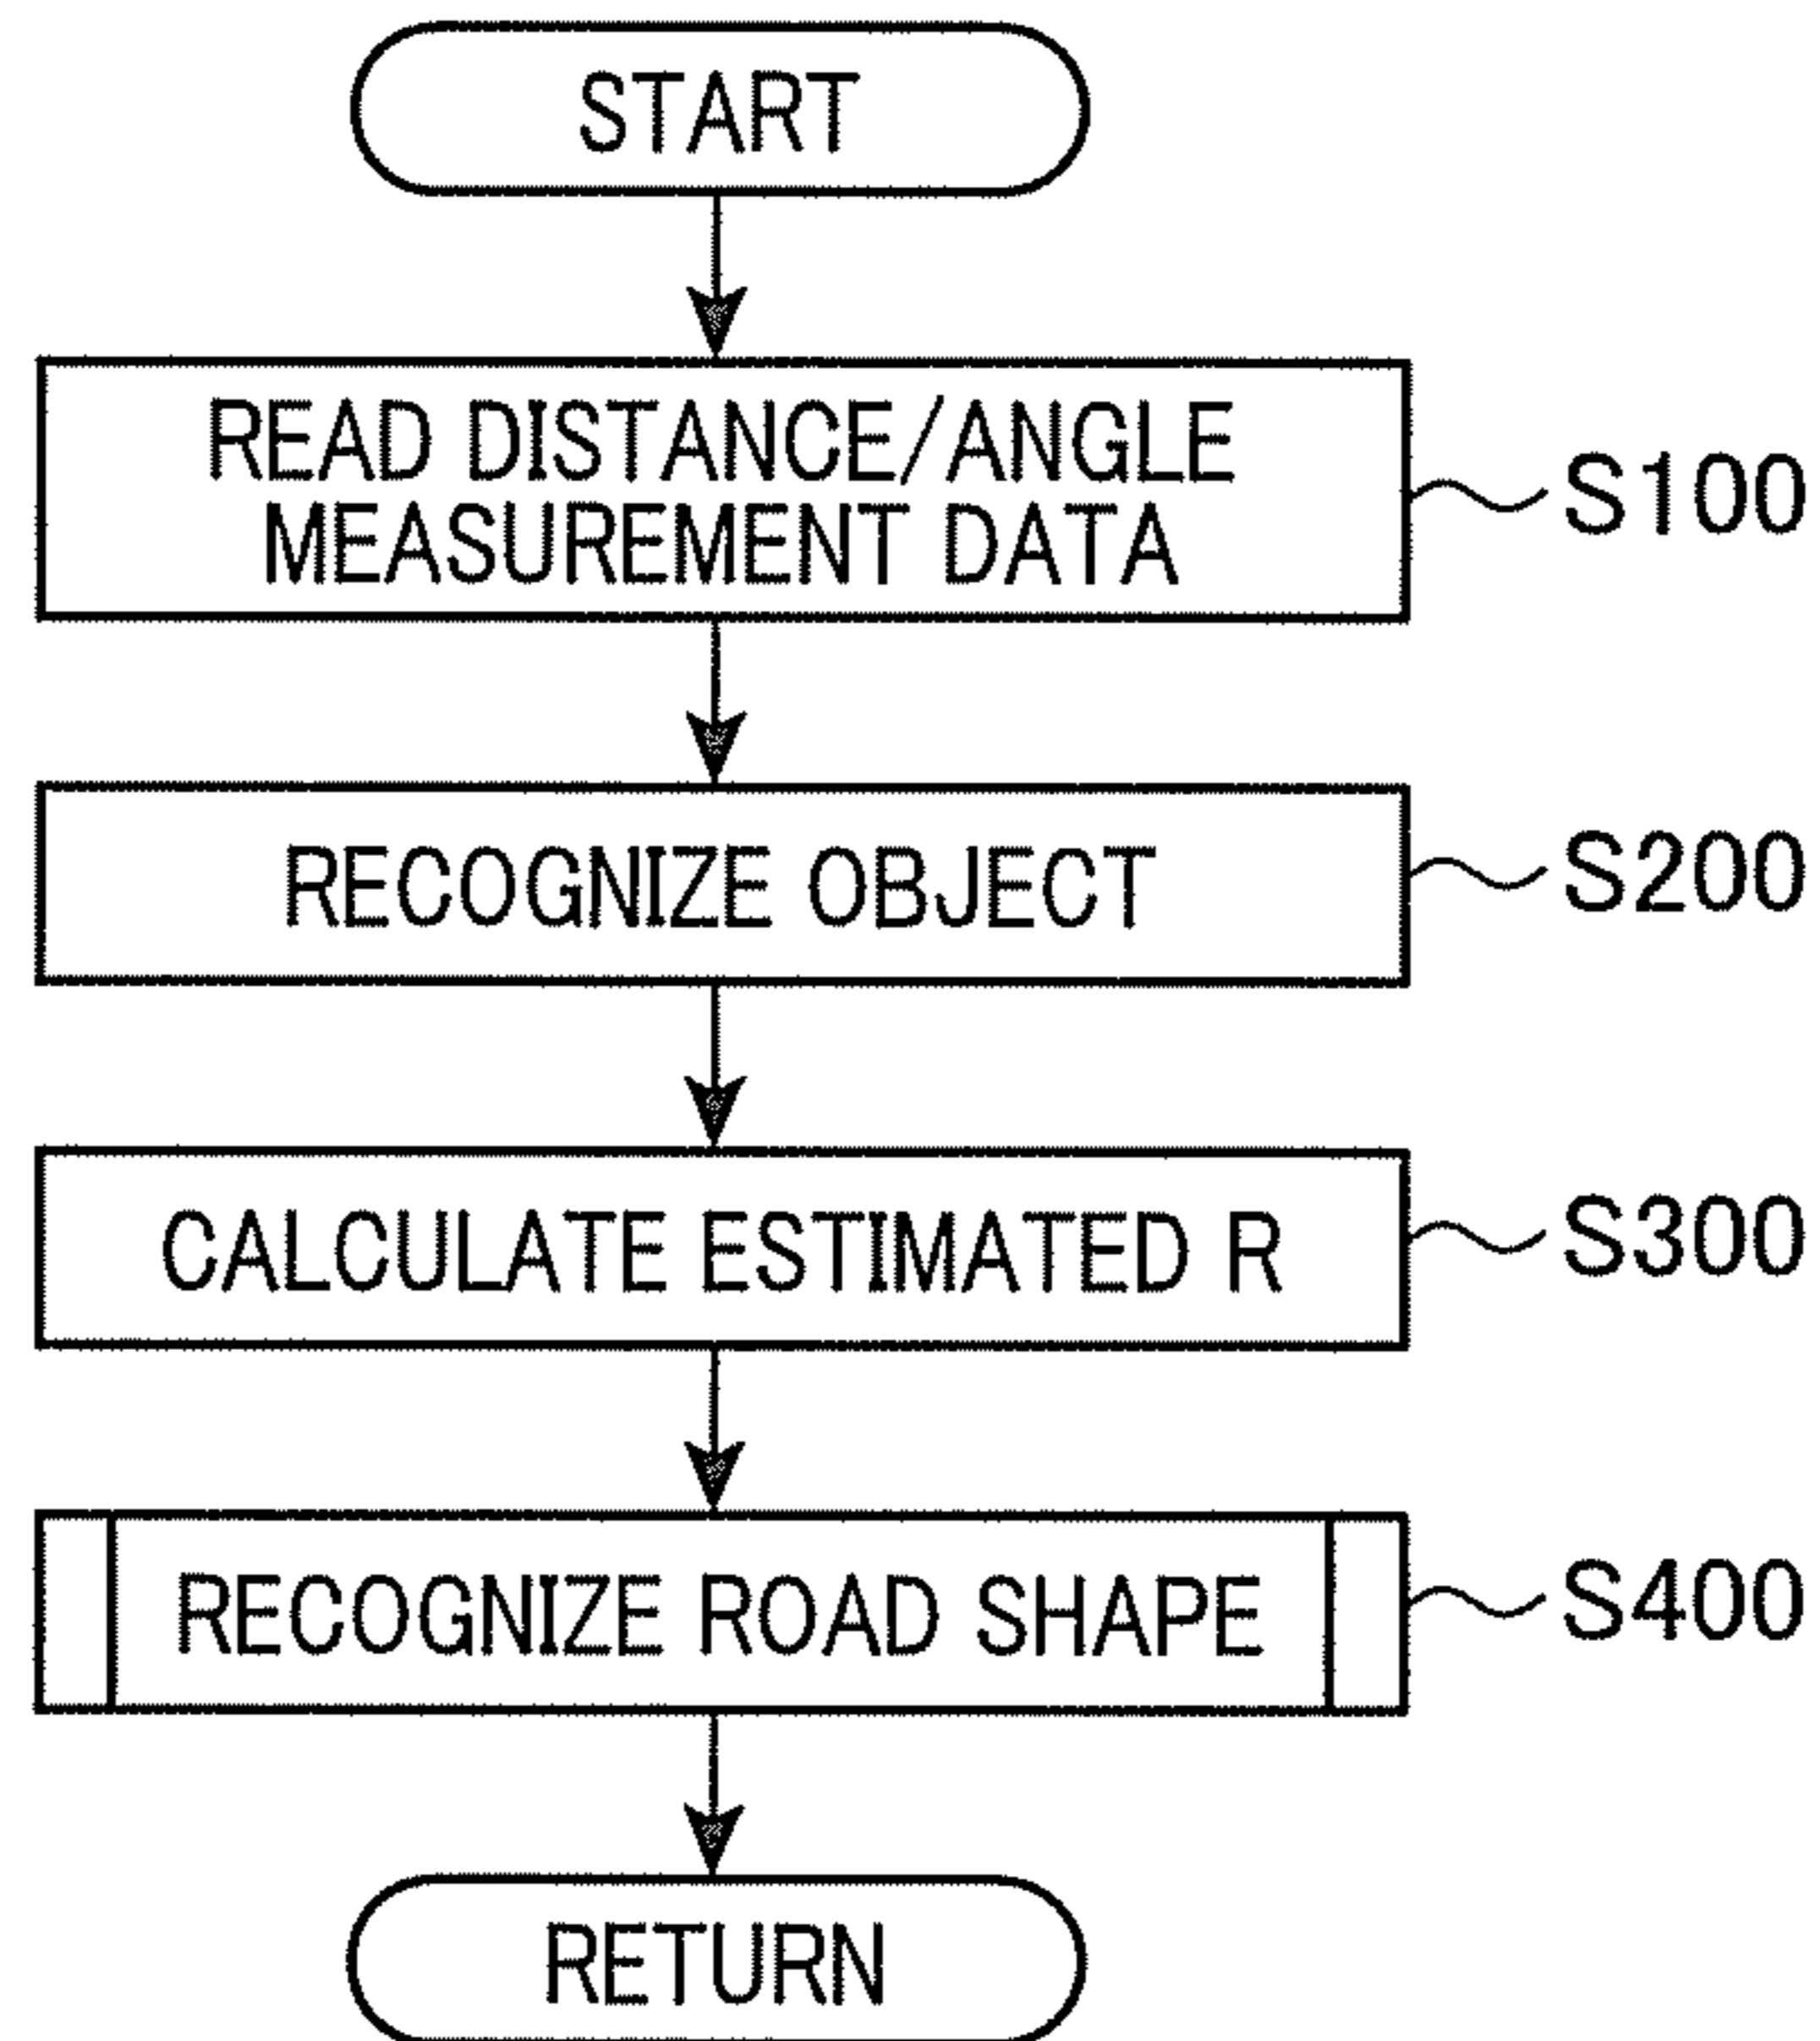 START
READ DISTANCE/ANGLE
MEASUREMENT DATA
S100
RECOGNIZE OBJECT
S200
CALCULATE ESTIMATED R
S300
RECOGNIZE ROAD SHAPE
S400
RETURN